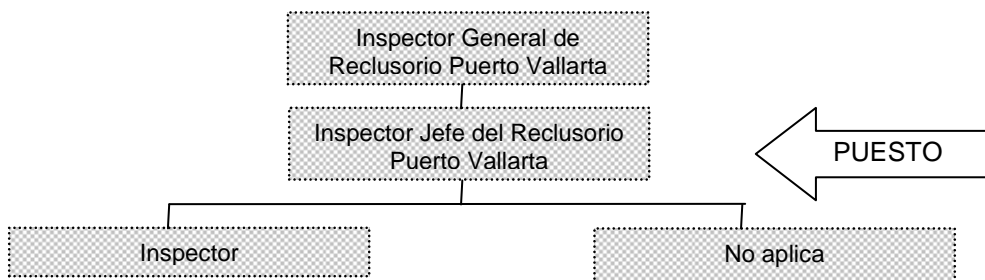 Inspector General de
Reclusorio Puerto Vallarta
Inspector Jefe del Reclusorio
Puerto Vallarta
PUESTO
Inspector
No aplica